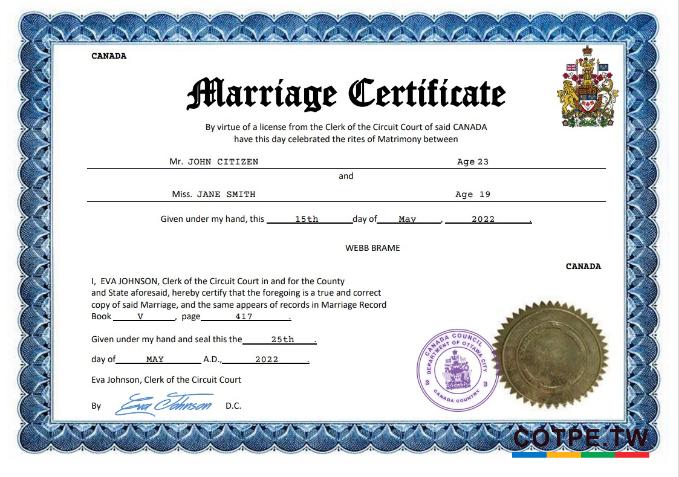 CANADA
Marriage Certificate
By virtue of a license from the Clerk of the Circuit Court of said CANADA
have this day celebrated the rites of Matrimony between
Mr. JOHN CITIZEN Age 23
and
Miss. JANE SMITH Age 19
Given under my hand, this 15th day of May, 2022.
WEBB BRAME
CANADA
I, EVA JOHNSON, Clerk of the Circuit Court in and for the County
and State aforesaid, hereby certify that the foregoing is a true and correct
copy of said Marriage, and the same appears of records in Marriage Record
Book V, page 417.
Given under my hand and seal this the 25th.
day of MAY A.D., 2022.
Eva Johnson, Clerk of the Circuit Court
By Eva Johnson D.C.
CANADA COUNCIL
DEPARTMENT OF OTTAWA CITY
CANADA COUNTRY
COTPE.TW